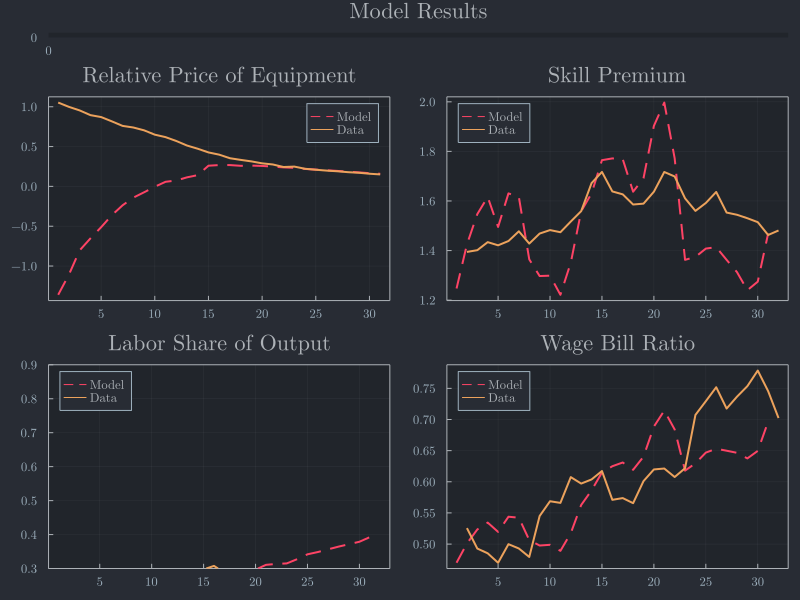 Model Results
0
0
Relative Price of Equipment
1.0
0.5
0.0
−0.5
−1.0
5 10 15 20 25 30
Model
Data
Skill Premium
2.0
1.8
1.6
1.4
1.2
5 10 15 20 25 30
Model
Data
Labor Share of Output
0.9
0.8
0.7
0.6
0.5
0.4
0.3
5 10 15 20 25 30
Model
Data
Wage Bill Ratio
0.75
0.70
0.65
0.60
0.55
0.50
5 10 15 20 25 30
Model
Data